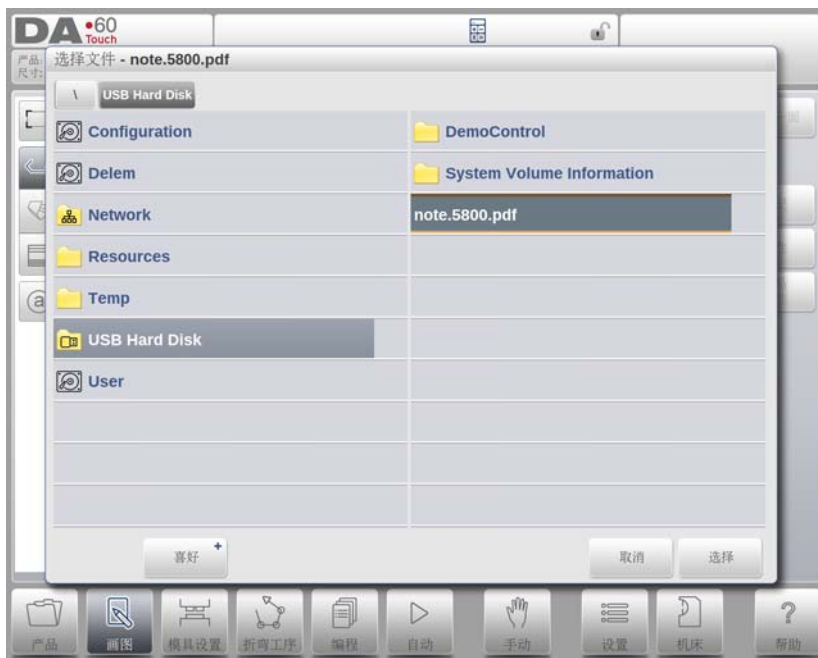 DA 60
Touch
产品:
尺寸:
选择文件 - note.5800.pdf
\ USB Hard Disk
Configuration
DemoControl
Delem
System Volume Information
Network
note.5800.pdf
Resources
Temp
USB Hard Disk
User
喜好 +
取消
选择
产品
画图
模具设置
折弯工序
编程
自动
手动
设置
机床
帮助